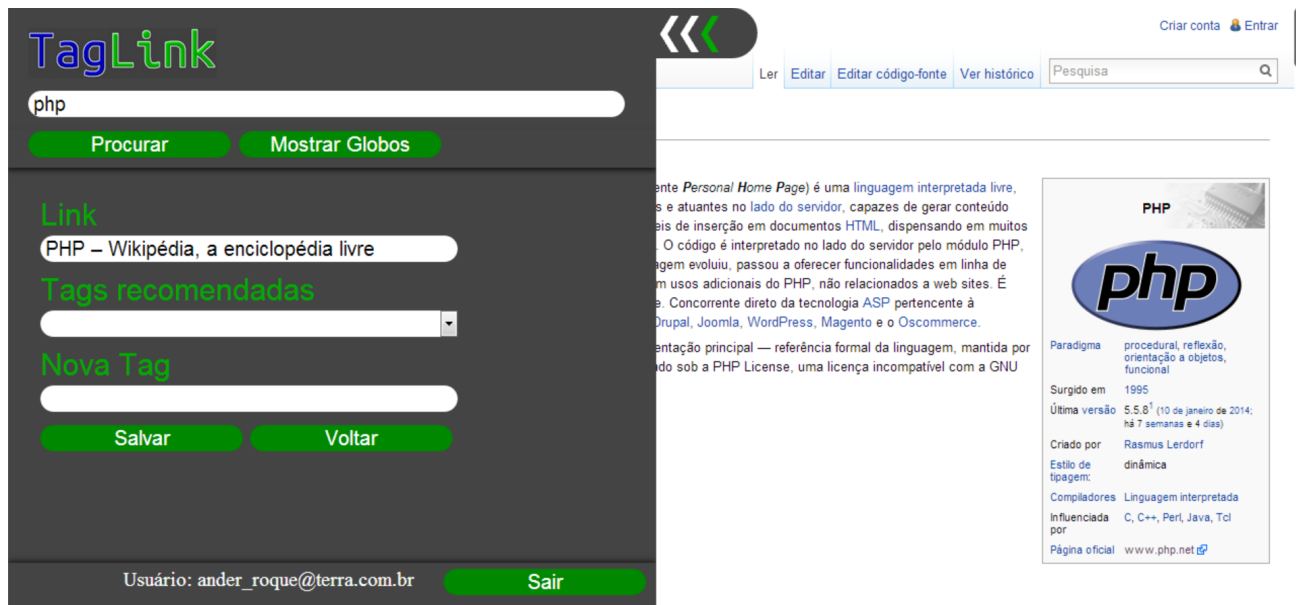 TagLink
php
Procurar
Mostrar Globos
Link
PHP – Wikipédia, a enciclopédia livre
Tags recomendadas
Nova Tag
Salvar
Voltar
Usuário: ander_roque@terra.com.br
Sair
Criar conta
Entrar
Ler
Editar
Editar código-fonte
Ver histórico
Pesquisa
ente Personal Home Page) é uma linguagem interpretada livre,
s e atuantes no lado do servidor, capazes de gerar conteúdo
eis de inserção em documentos HTML, dispensando em muitos
. O código é interpretado no lado do servidor pelo módulo PHP,
agem evoluiu, passou a oferecer funcionalidades em linha de
m usos adicionais do PHP, não relacionados a web sites. É
e. Concorrente direto da tecnologia ASP pertencente à
Drupal, Joomla, WordPress, Magento e o Oscommerce.
entação principal — referência formal da linguagem, mantida por
do sob a PHP License, uma licença incompatível com a GNU
PHP
php
Paradigma procedural, reflexão,
orientação a objetos,
funcional
Surgido em 1995
Última versão 5.5.8¹ (10 de janeiro de 2014;
há 7 semanas e 4 dias)
Criado por Rasmus Lerdorf
Estilo de dinâmica
tipagem:
Compiladores Linguagem interpretada
Influenciada C, C++, Perl, Java, Tcl
por
Página oficial www.php.net